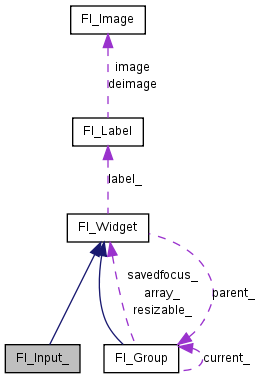 Fl_Image
image
deimage
Fl_Label
label_
Fl_Widget
savedfocus_
array_
resizable_
parent_
Fl_Input_
Fl_Group
current_